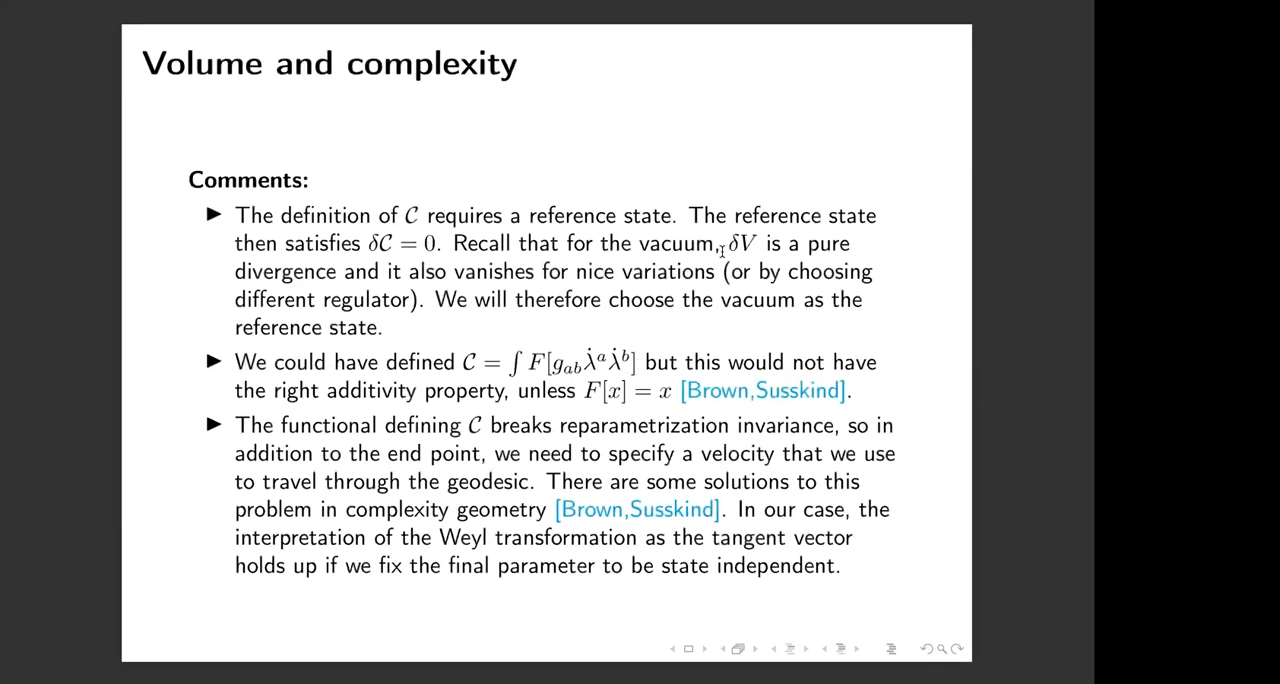 Volume and complexity
Comments:
▶ The definition of 𝒞 requires a reference state. The reference state
then satisfies δ𝒞 = 0. Recall that for the vacuum, δV is a pure
divergence and it also vanishes for nice variations (or by choosing
different regulator). We will therefore choose the vacuum as the
reference state.
▶ We could have defined 𝒞 = ∫ F[g_{ab}λ̇^aλ̇^b] but this would not have
the right additivity property, unless F[x] = x [Brown,Susskind].
▶ The functional defining 𝒞 breaks reparametrization invariance, so in
addition to the end point, we need to specify a velocity that we use
to travel through the geodesic. There are some solutions to this
problem in complexity geometry [Brown,Susskind]. In our case, the
interpretation of the Weyl transformation as the tangent vector
holds up if we fix the final parameter to be state independent.